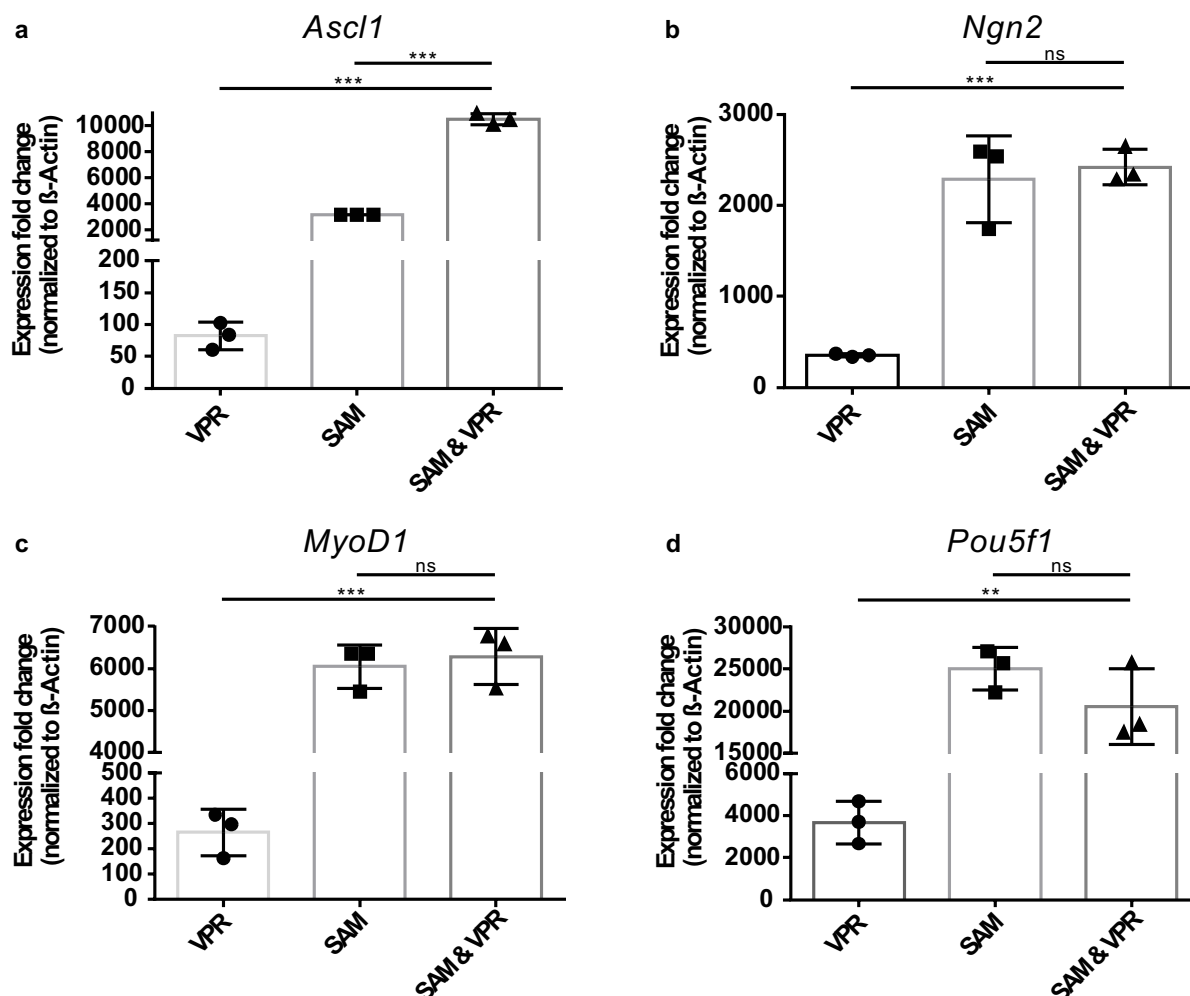 a
Ascl1
***
***
Expression fold change
(normalized to ß-Actin)
10000
8000
6000
4000
2000
200
150
100
50
0
VPR
SAM
SAM & VPR
b
Ngn2
ns
***
Expression fold change
(normalized to ß-Actin)
3000
2000
1000
0
VPR
SAM
SAM & VPR
c
MyoD1
ns
***
Expression fold change
(normalized to ß-Actin)
7000
6000
5000
4000
500
400
300
200
100
0
VPR
SAM
SAM & VPR
d
Pou5f1
ns
**
Expression fold change
(normalized to ß-Actin)
30000
25000
20000
15000
6000
4000
2000
0
VPR
SAM
SAM & VPR